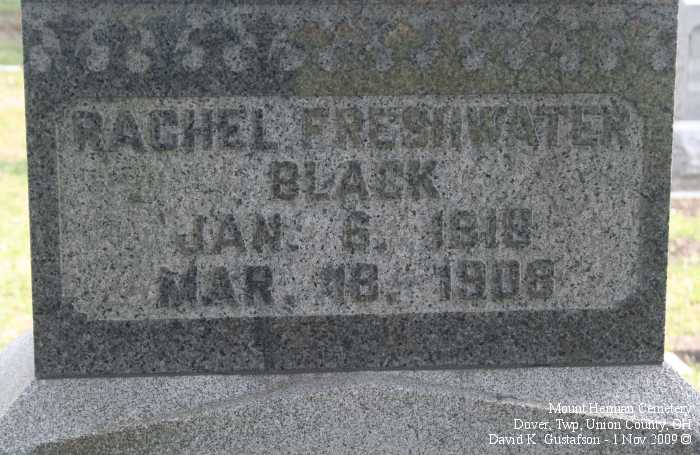 RACHEL FRESHWATER
BLACK
JAN. 6. 1818
MAR. 18. 1908
Mount Herman Cemetery
Dover, Twp, Union County, OH
David K. Gustafson - 1 Nov 2009 ©